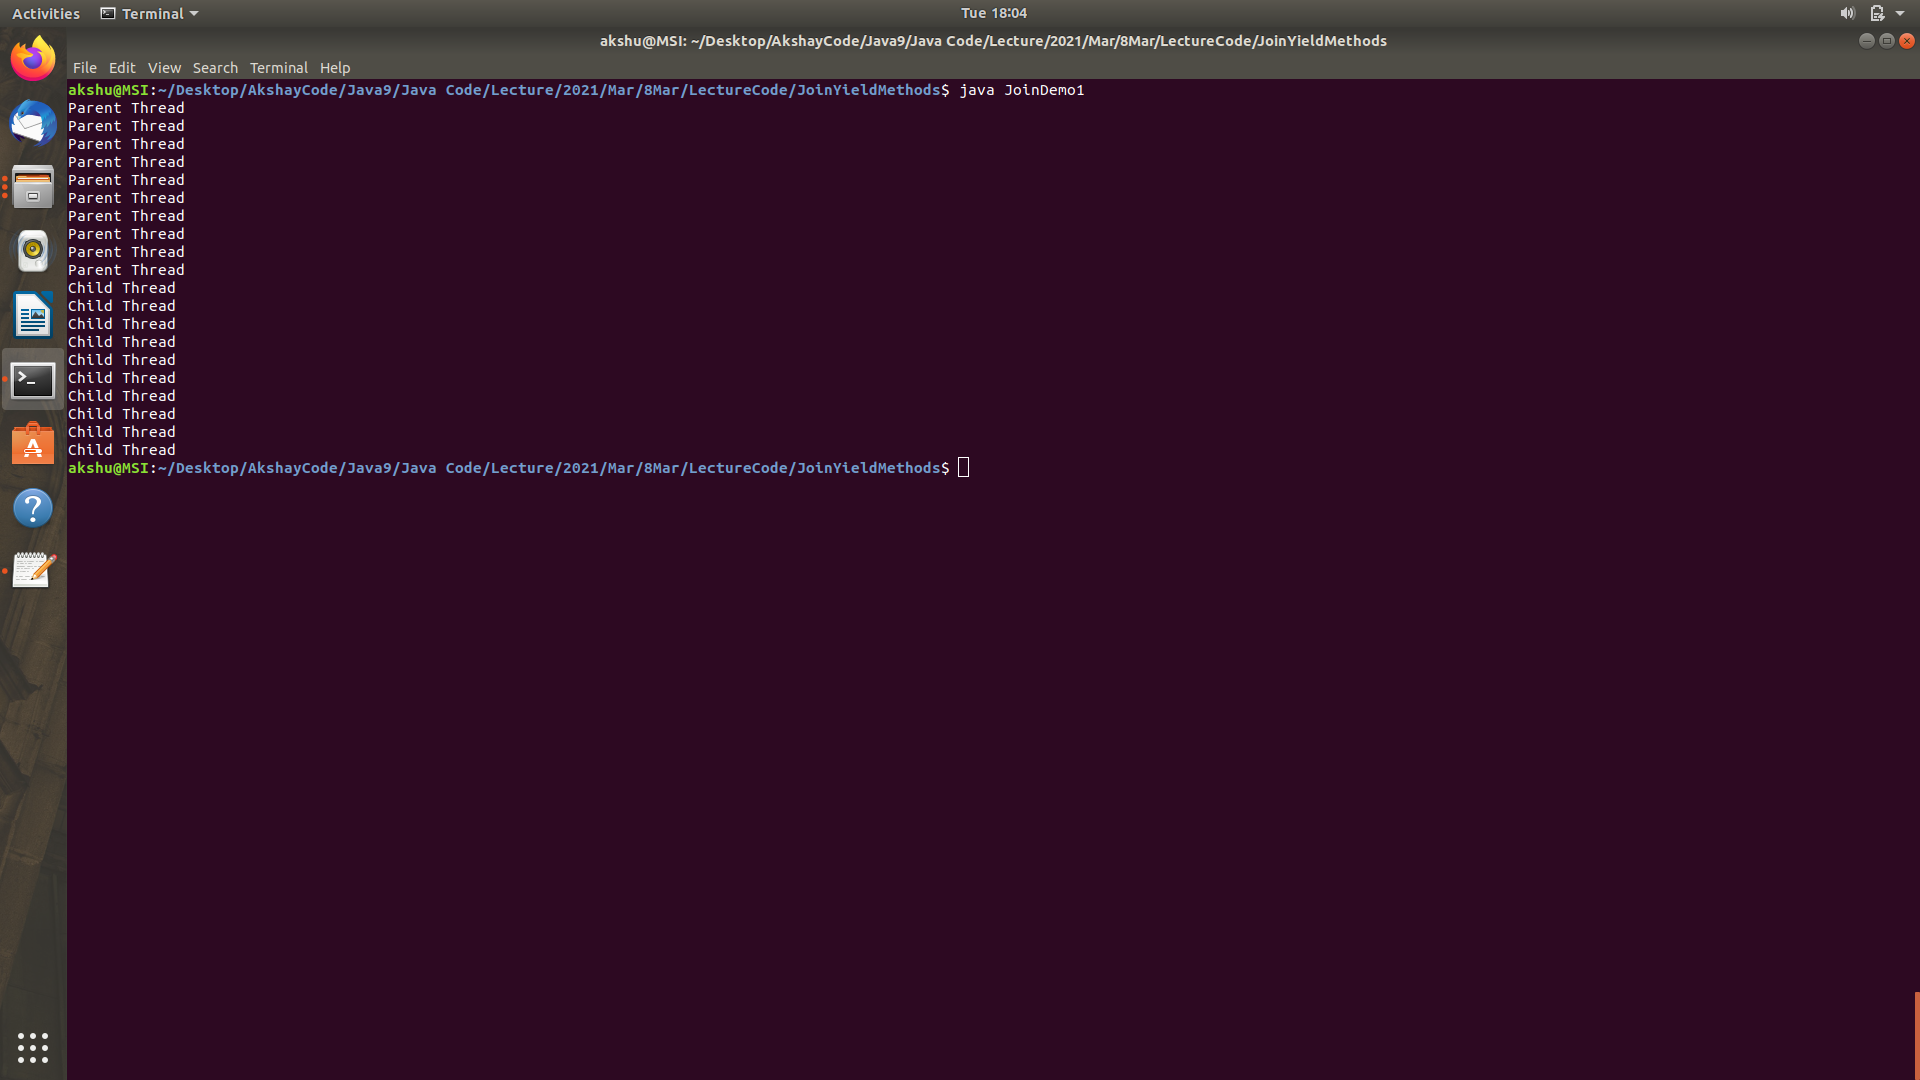 Activities Terminal Tue 18:04
akshu@MSI: ~/Desktop/AkshayCode/Java9/Java Code/Lecture/2021/Mar/8Mar/LectureCode/JoinYieldMethods
File Edit View Search Terminal Help
akshu@MSI:~/Desktop/AkshayCode/Java9/Java Code/Lecture/2021/Mar/8Mar/LectureCode/JoinYieldMethods$ java JoinDemo1
Parent Thread
Parent Thread
Parent Thread
Parent Thread
Parent Thread
Parent Thread
Parent Thread
Parent Thread
Parent Thread
Parent Thread
Child Thread
Child Thread
Child Thread
Child Thread
Child Thread
Child Thread
Child Thread
Child Thread
Child Thread
Child Thread
akshu@MSI:~/Desktop/AkshayCode/Java9/Java Code/Lecture/2021/Mar/8Mar/LectureCode/JoinYieldMethods$